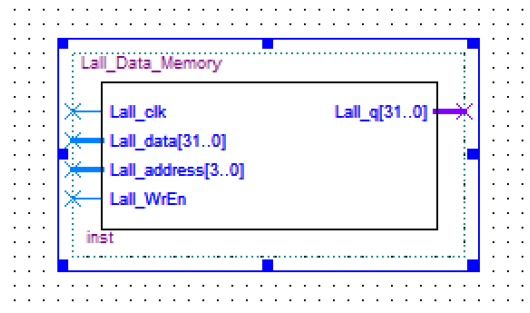 Lall_Data_Memory
Lall_clk Lall_q[31..0]
Lall_data[31..0]
Lall_address[3..0]
Lall_WrEn
inst